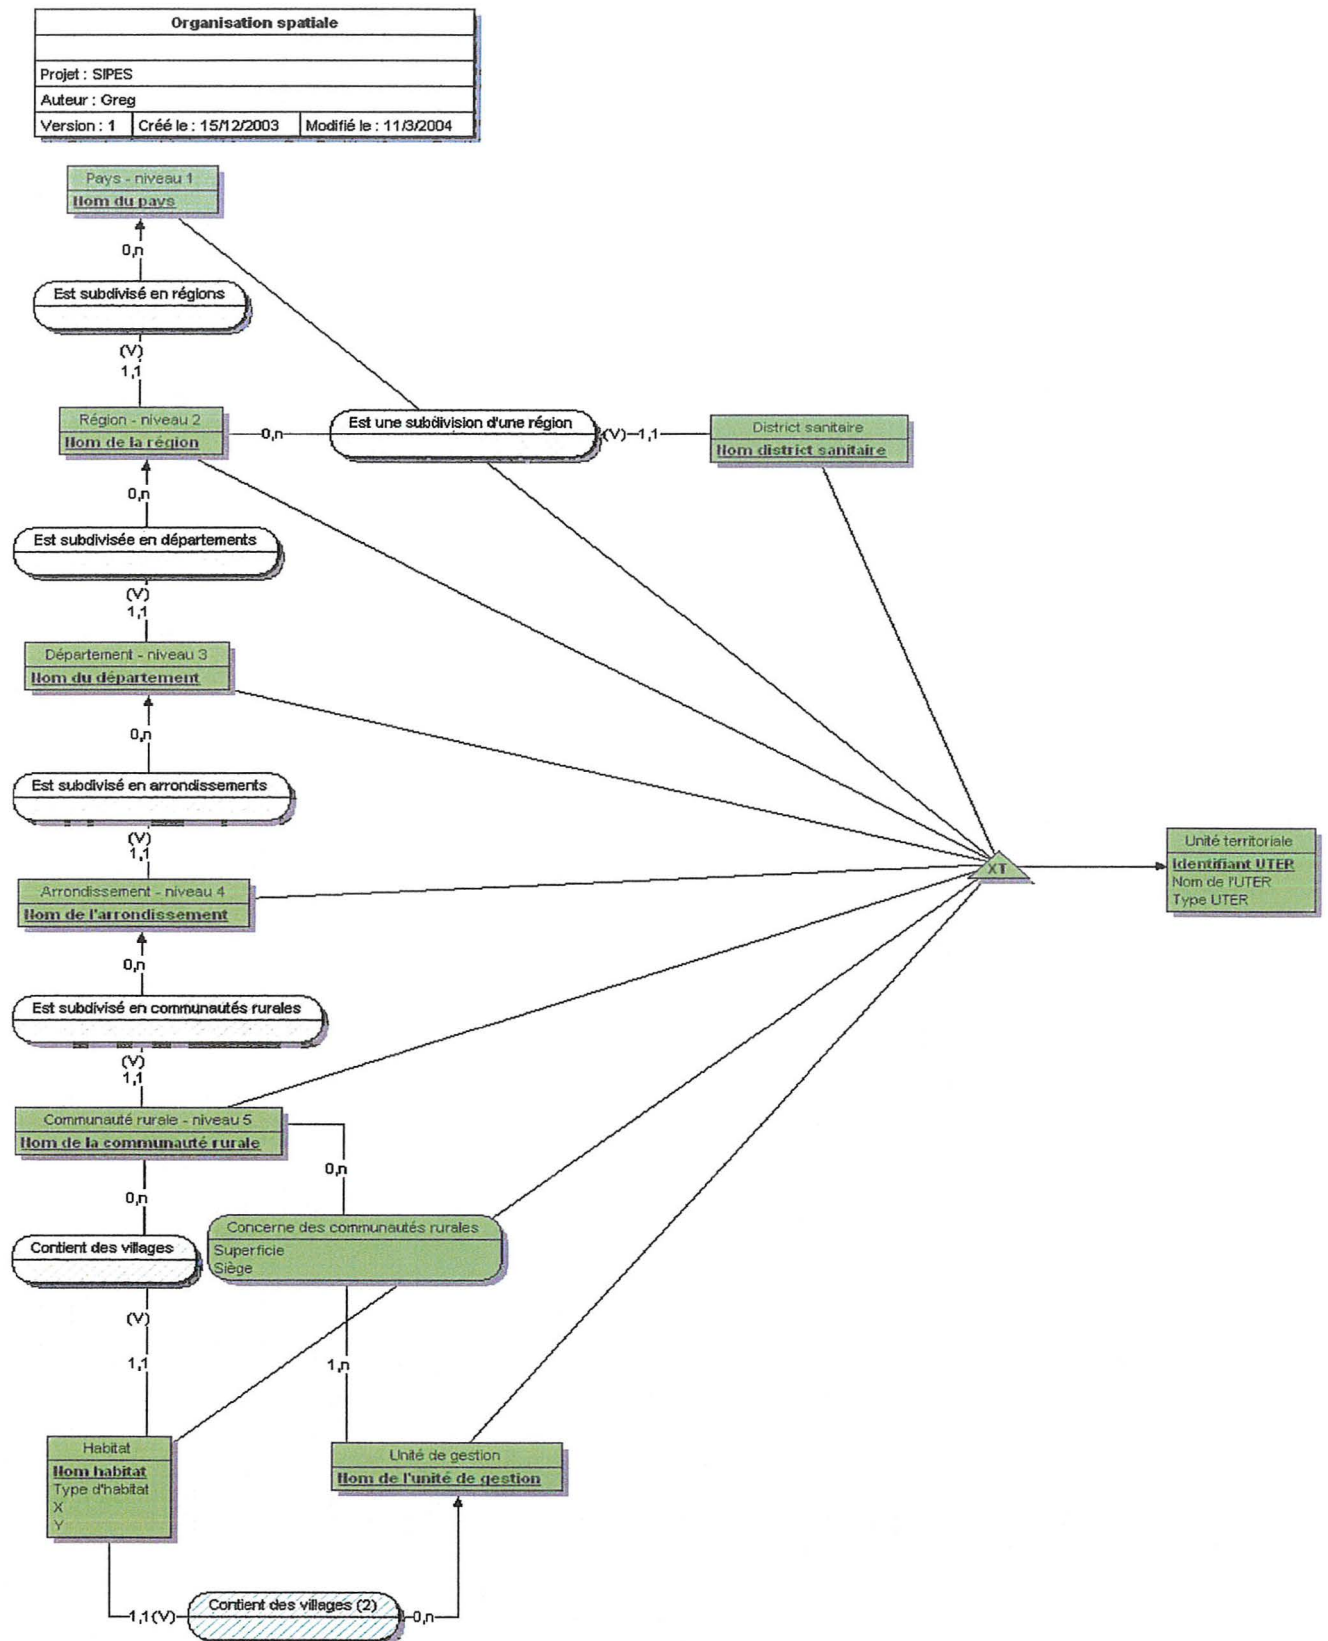 Organisation spatiale
Projet : SIPES
Auteur : Greg
Version : 1 Créé le : 15/12/2003 Modifié le : 11/3/2004
Pays - niveau 1
Nom du pays
0,n
Est subdivisé en régions
(V)
1,1
Région - niveau 2
Nom de la région
0,n
Est une subdivision d'une région
(V) 1,1
District sanitaire
Nom district sanitaire
0,n
Est subdivisée en départements
(V)
1,1
Département - niveau 3
Nom du département
0,n
Est subdivisé en arrondissements
(V)
1,1
XT
Unité territoriale
Identifiant UTER
Nom de l'UTER
Type UTER
Arrondissement - niveau 4
Nom de l'arrondissement
0,n
Est subdivisé en communautés rurales
(V)
1,1
Communauté rurale - niveau 5
Nom de la communauté rurale
0,n
0,n
Contient des villages
Concerne des communautés rurales
Superficie
Siège
(V)
1,1
1,n
Habitat
Nom habitat
Type d'habitat
X
Y
Unité de gestion
Nom de l'unité de gestion
1,1(V)
Contient des villages (2)
0,n